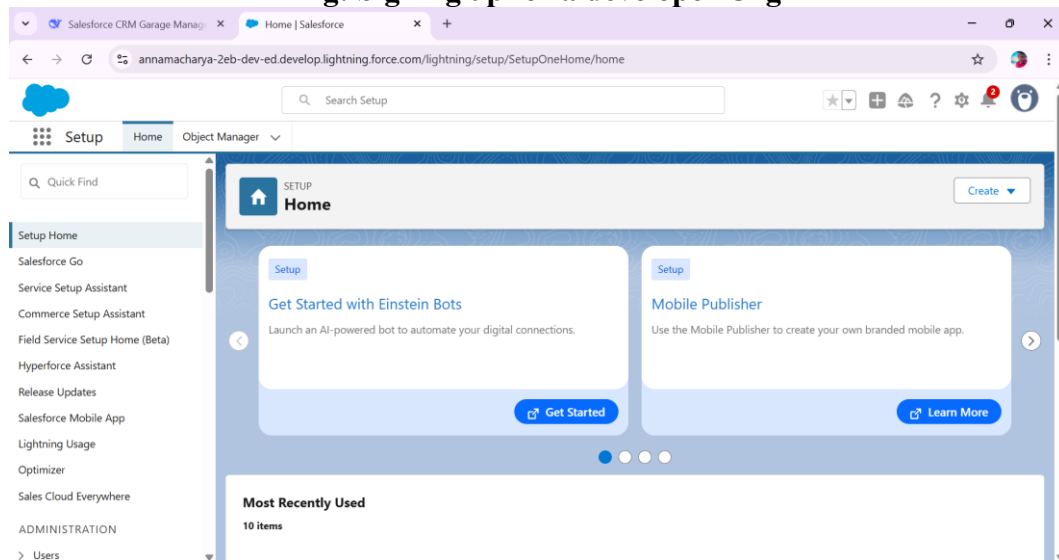 Salesforce CRM Garage Manag
Home | Salesforce
annamacharya-2eb-dev-ed.develop.lightning.force.com/lightning/setup/SetupOneHome/home
Search Setup
2
Setup Home Object Manager
Quick Find
Setup Home
Salesforce Go
Service Setup Assistant
Commerce Setup Assistant
Field Service Setup Home (Beta)
Hyperforce Assistant
Release Updates
Salesforce Mobile App
Lightning Usage
Optimizer
Sales Cloud Everywhere
ADMINISTRATION
> Users
SETUP
Home
Create
Setup
Get Started with Einstein Bots
Launch an AI-powered bot to automate your digital connections.
Get Started
Setup
Mobile Publisher
Use the Mobile Publisher to create your own branded mobile app.
Learn More
Most Recently Used
10 items